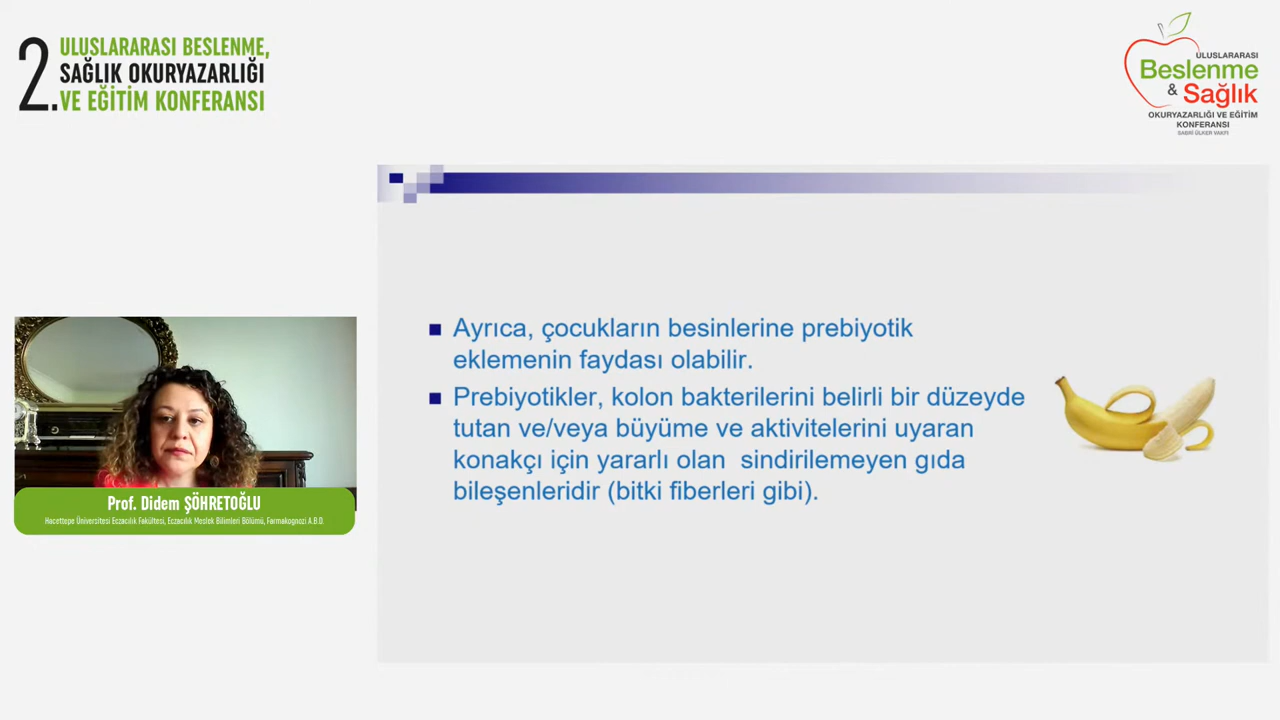 2.
ULUSLARARASI BESLENME,
SAĞLIK OKURYAZARLIĞI
VE EĞİTİM KONFERANSI
ULUSLARARASI
Beslenme
& Sağlık
OKURYAZARLIĞI VE EĞİTİM
KONFERANSI
SABRİ ÜLKER VAKFI
Ayrıca, çocukların besinlerine prebiyotik
eklemenin faydası olabilir.
Prebiyotikler, kolon bakterilerini belirli bir düzeyde
tutan ve/veya büyüme ve aktivitelerini uyaran
konakçı için yararlı olan sindirilemeyen gıda
bileşenleridir (bitki fiberleri gibi).
Prof. Didem ŞÖHRETOĞLU
Hacettepe Üniversitesi Eczacılık Fakültesi, Eczacılık Meslek Bilimleri Bölümü, Farmakognozi A.B.D.